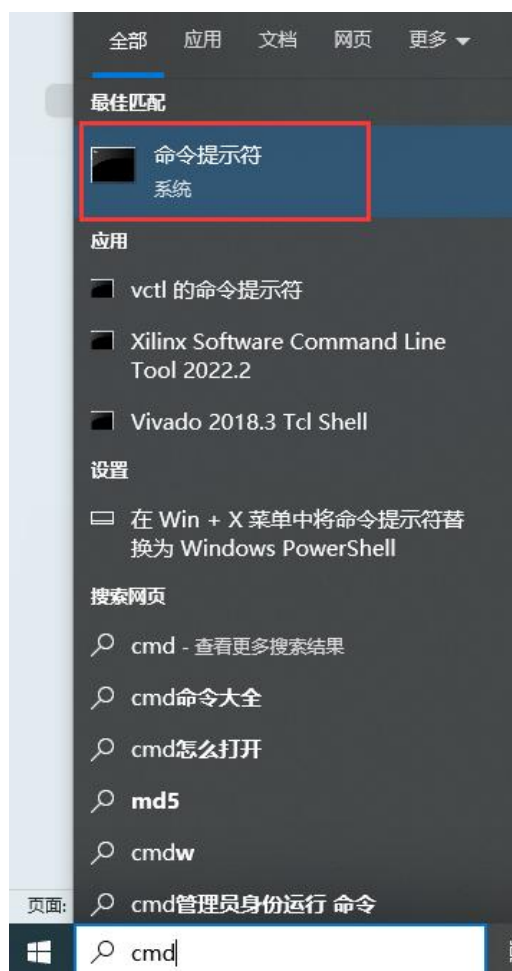 全部 应用 文档 网页 更多
最佳匹配
命令提示符
系统
应用
vctl 的命令提示符
Xilinx Software Command Line
Tool 2022.2
Vivado 2018.3 Tcl Shell
设置
在 Win + X 菜单中将命令提示符替
换为 Windows PowerShell
搜索网页
cmd - 查看更多搜索结果
cmd命令大全
cmd怎么打开
md5
cmdw
页面: cmd管理员身份运行 命令
cmd